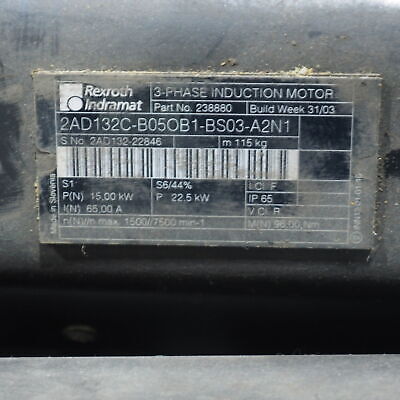 Rexroth 3-PHASE INDUCTION MOTOR
Indramat Part No. 238880 Build Week 31/03
2AD132C-B05OB1-BS03-A2N1
S No. 2AD132-22846 m 115 kg
S1 S6/44% I.Cl. F
P(N) 15,00 kW P 22.5 kW IP 65
I(N) 65,00 A V.Cl. R
n(N)//n max. 1500//7500 min-1 M(N) 96,00 Nm
Made in Slovenia